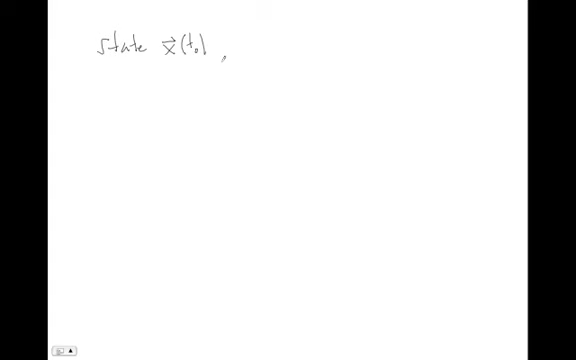 state x⃗(t₀) ,